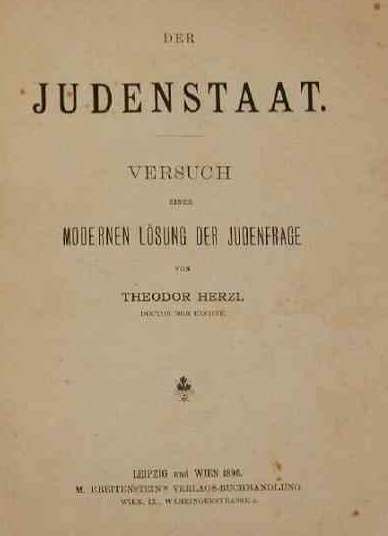 DER
JUDENSTAAT.
VERSUCH
EINER
MODERNEN LÖSUNG DER JUDENFRAGE
VON
THEODOR HERZL
DOCTOR DER RECHTE
LEIPZIG und WIEN 1896.
M. BREITENSTEIN'S VERLAGS-BUCHHANDLUNG
WIEN, IX., WÄHRINGERSTRASSE 5.